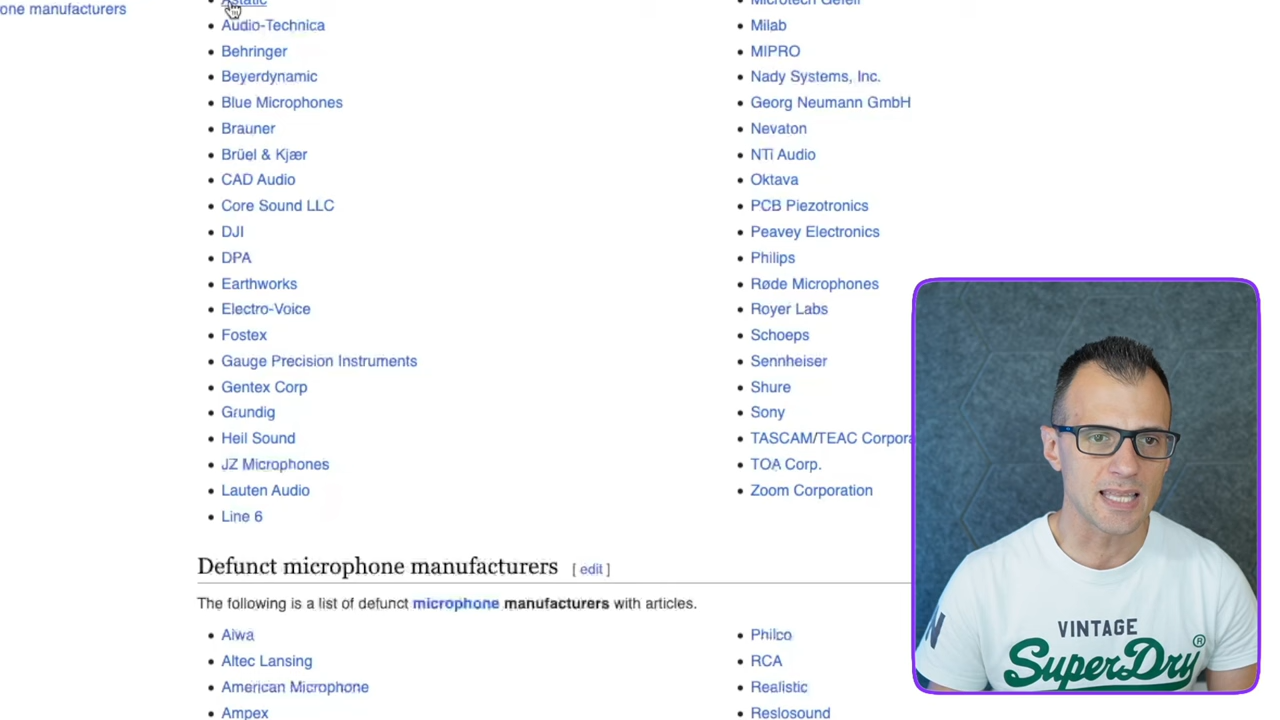 one manufacturers
Astatic
Audio-Technica
Behringer
Beyerdynamic
Blue Microphones
Brauner
Brüel & Kjær
CAD Audio
Core Sound LLC
DJI
DPA
Earthworks
Electro-Voice
Fostex
Gauge Precision Instruments
Gentex Corp
Grundig
Heil Sound
JZ Microphones
Lauten Audio
Line 6
Microtech Gefell
Milab
MIPRO
Nady Systems, Inc.
Georg Neumann GmbH
Nevaton
NTi Audio
Oktava
PCB Piezotronics
Peavey Electronics
Philips
Røde Microphones
Royer Labs
Schoeps
Sennheiser
Shure
Sony
TASCAM/TEAC Corpora
TOA Corp.
Zoom Corporation
Defunct microphone manufacturers [ edit ]
The following is a list of defunct microphone manufacturers with articles.
Aiwa
Altec Lansing
American Microphone
Ampex
Philco
RCA
Realistic
Reslosound
N
VINTAGE
SuperDry ®